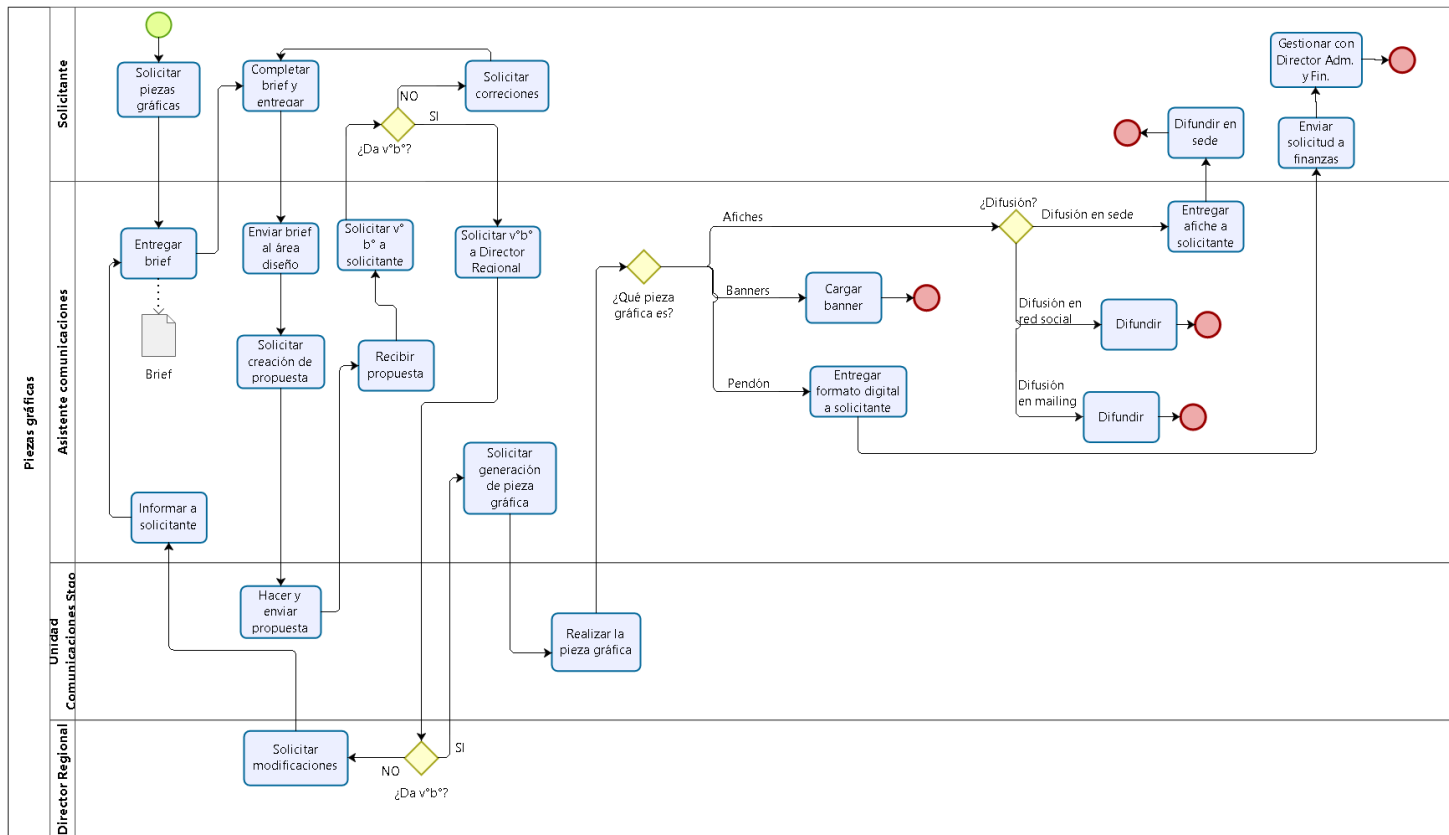 Piezas gráficas
Solicitante
Solicitar
piezas
gráficas
Completar
brief y
entregar
Solicitar
correciones
NO
SI
¿Da v°b°?
Gestionar con
Director Adm.
y Fin.
Difundir en
sede
Enviar
solicitud a
finanzas
Asistente comunicaciones
Entregar
brief
Brief
Enviar brief
al área
diseño
Solicitar v°
b° a
solicitante
Solicitar v°b°
a Director
Regional
Solicitar
creación de
propuesta
Recibir
propuesta
Informar a
solicitante
Solicitar
generación
de pieza
gráfica
¿Qué pieza
gráfica es?
Afiches
Banners
Pendón
Cargar
banner
Entregar
formato digital
a solicitante
¿Difusión?
Difusión en sede
Entregar
afiche a
solicitante
Difusión en
red social
Difundir
Difusión
en mailing
Difundir
Unidad
Comunicaciones Stgo
Hacer y
enviar
propuesta
Realizar la
pieza gráfica
Director Regional
Solicitar
modificaciones
NO
SI
¿Da v°b°?